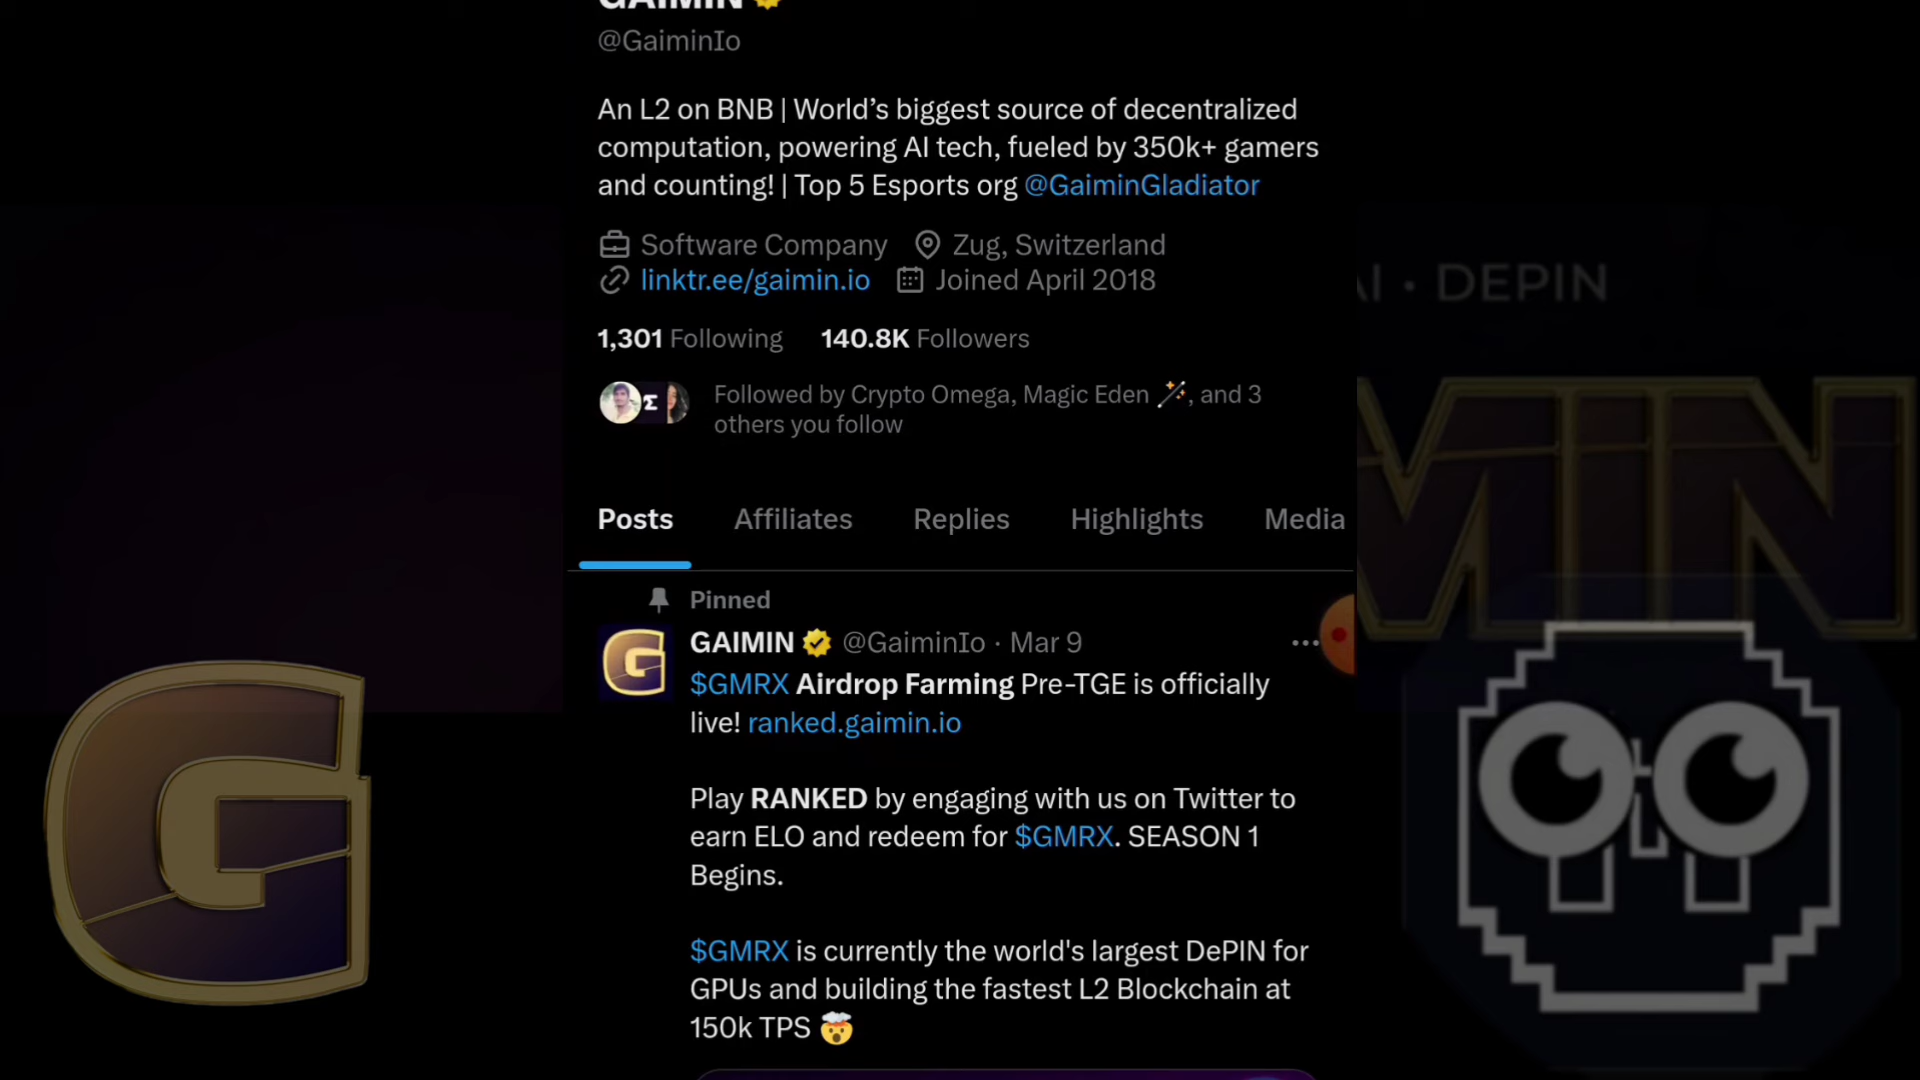 GAIMIN
@GaiminIo
An L2 on BNB | World’s biggest source of decentralized
computation, powering AI tech, fueled by 350k+ gamers
and counting! | Top 5 Esports org @GaiminGladiator
Software Company Zug, Switzerland
linktr.ee/gaimin.io Joined April 2018
AI • DEPIN
1,301 Following 140.8K Followers
Σ
Followed by Crypto Omega, Magic Eden 🪄, and 3
others you follow
MIN
Posts Affiliates Replies Highlights Media
Pinned
G
GAIMIN @GaiminIo · Mar 9
$GMRX Airdrop Farming Pre-TGE is officially
live! ranked.gaimin.io
G
Play RANKED by engaging with us on Twitter to
earn ELO and redeem for $GMRX. SEASON 1
Begins.
$GMRX is currently the world's largest DePIN for
GPUs and building the fastest L2 Blockchain at
150k TPS 🤯